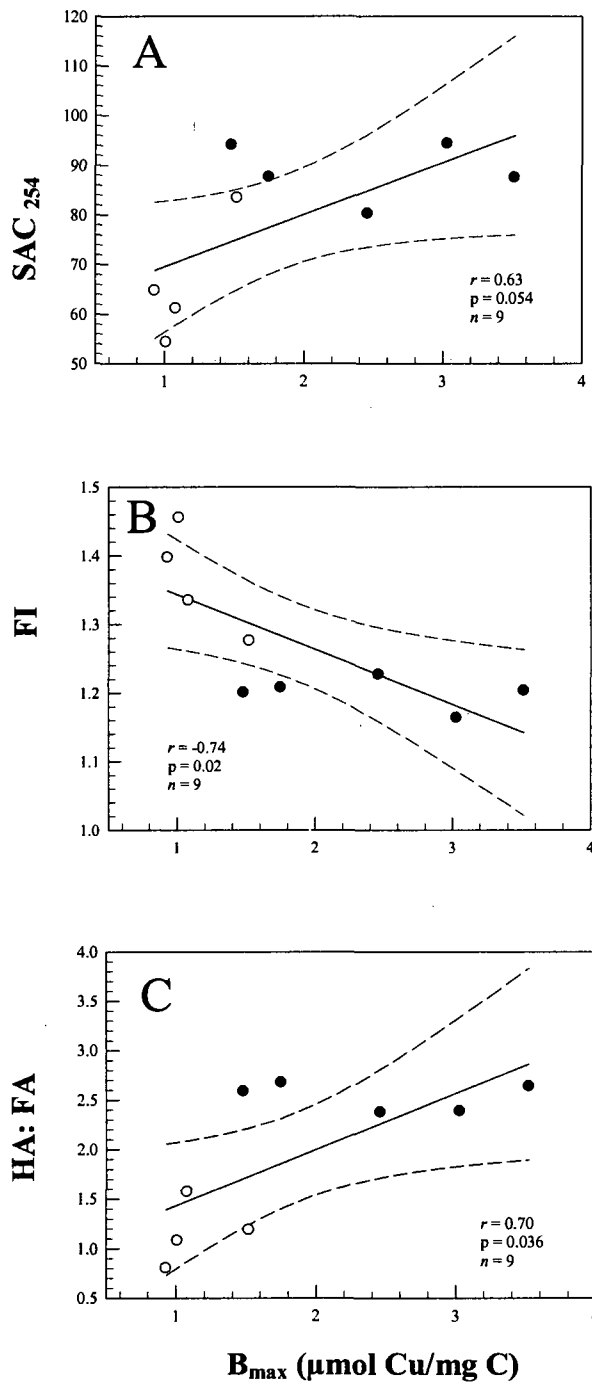 A
SAC 254
120
110
100
90
80
70
60
50
1
2
3
4
r = 0.63
p = 0.054
n = 9
B
FI
1.5
1.4
1.3
1.2
1.1
1.0
1
2
3
4
r = -0.74
p = 0.02
n = 9
C
HA: FA
4.0
3.5
3.0
2.5
2.0
1.5
1.0
0.5
1
2
3
4
r = 0.70
p = 0.036
n = 9
Bmax (µmol Cu/mg C)